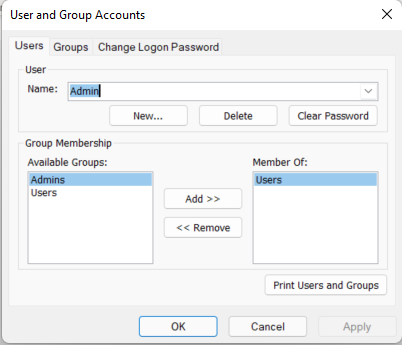 User and Group Accounts
Users Groups Change Logon Password
User
Name: Admin
New... Delete Clear Password
Group Membership
Available Groups: Member Of:
Admins Users
Users
Add >>
<< Remove
Print Users and Groups
OK Cancel Apply